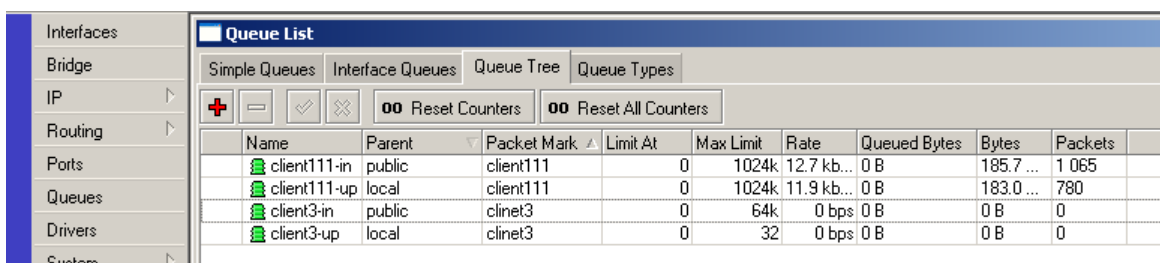 Interfaces
Bridge
IP
Routing
Ports
Queues
Drivers
System
Queue List
Simple Queues Interface Queues Queue Tree Queue Types
00 Reset Counters 00 Reset All Counters
Name Parent Packet Mark Limit At Max Limit Rate Queued Bytes Bytes Packets
client111-in public client111 0 1024k 12.7 kb... 0 B 185.7 ... 1 065
client111-up local client111 0 1024k 11.9 kb... 0 B 183.0 ... 780
client3-in public clinet3 0 64k 0 bps 0 B 0 B 0
client3-up local clinet3 0 32 0 bps 0 B 0 B 0